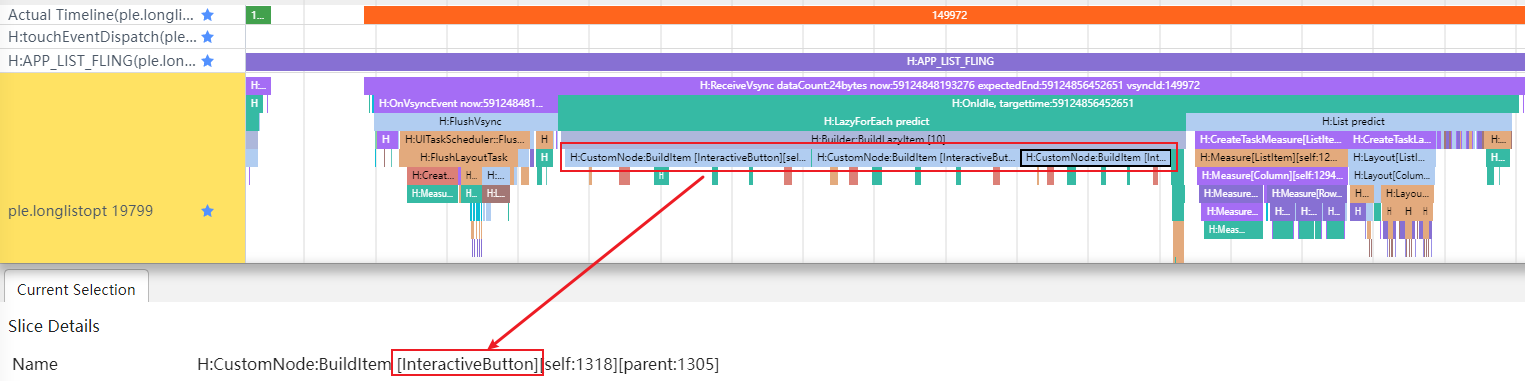 Actual Timeline(ple.longli... 1... 149972
H:touchEventDispatch(ple...
H:APP_LIST_FLING(ple.lon... H:APP_LIST_FLING
H:... H:ReceiveVsync dataCount:24bytes now:59124848193276 expectedEnd:59124856452651 vsyncId:149972
H H:OnVsyncEvent now:591248481... H:OnIdle, targettime:59124856452651
H:FlushVsync H:LazyForEach predict H:List predict
H H:UITaskScheduler::Flus... H H:Builder:BuildLazyItem [10] H:CreateTaskMeasure[ListIte... H:CreateTaskLa... H:...
H:FlushLayoutTask H H:CustomNode:BuildItem [InteractiveButton][sel... H:CustomNode:BuildItem [InteractiveBut... H:CustomNode:BuildItem [Int... H:Measure[ListItem][self:12... H:Layout[ListI... H
H:Creat... H... H:... H H:Measure[Column][self:1294... H:Layout[Colum...
H:Measu... H... H:... H:Measure... H:Measure[Row... H... H:Layou...
ple.longlistopt 19799 H:Measure... H:... H:... H... H H H H
H:Meas...
Current Selection
Slice Details
Name H:CustomNode:BuildItem [InteractiveButton][self:1318][parent:1305]